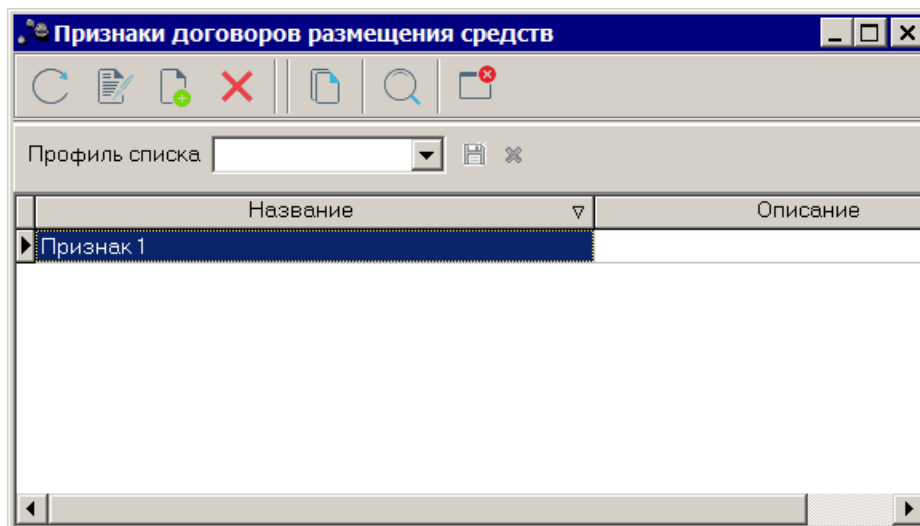 Признаки договоров размещения средств
Профиль списка
Название Описание
Признак 1